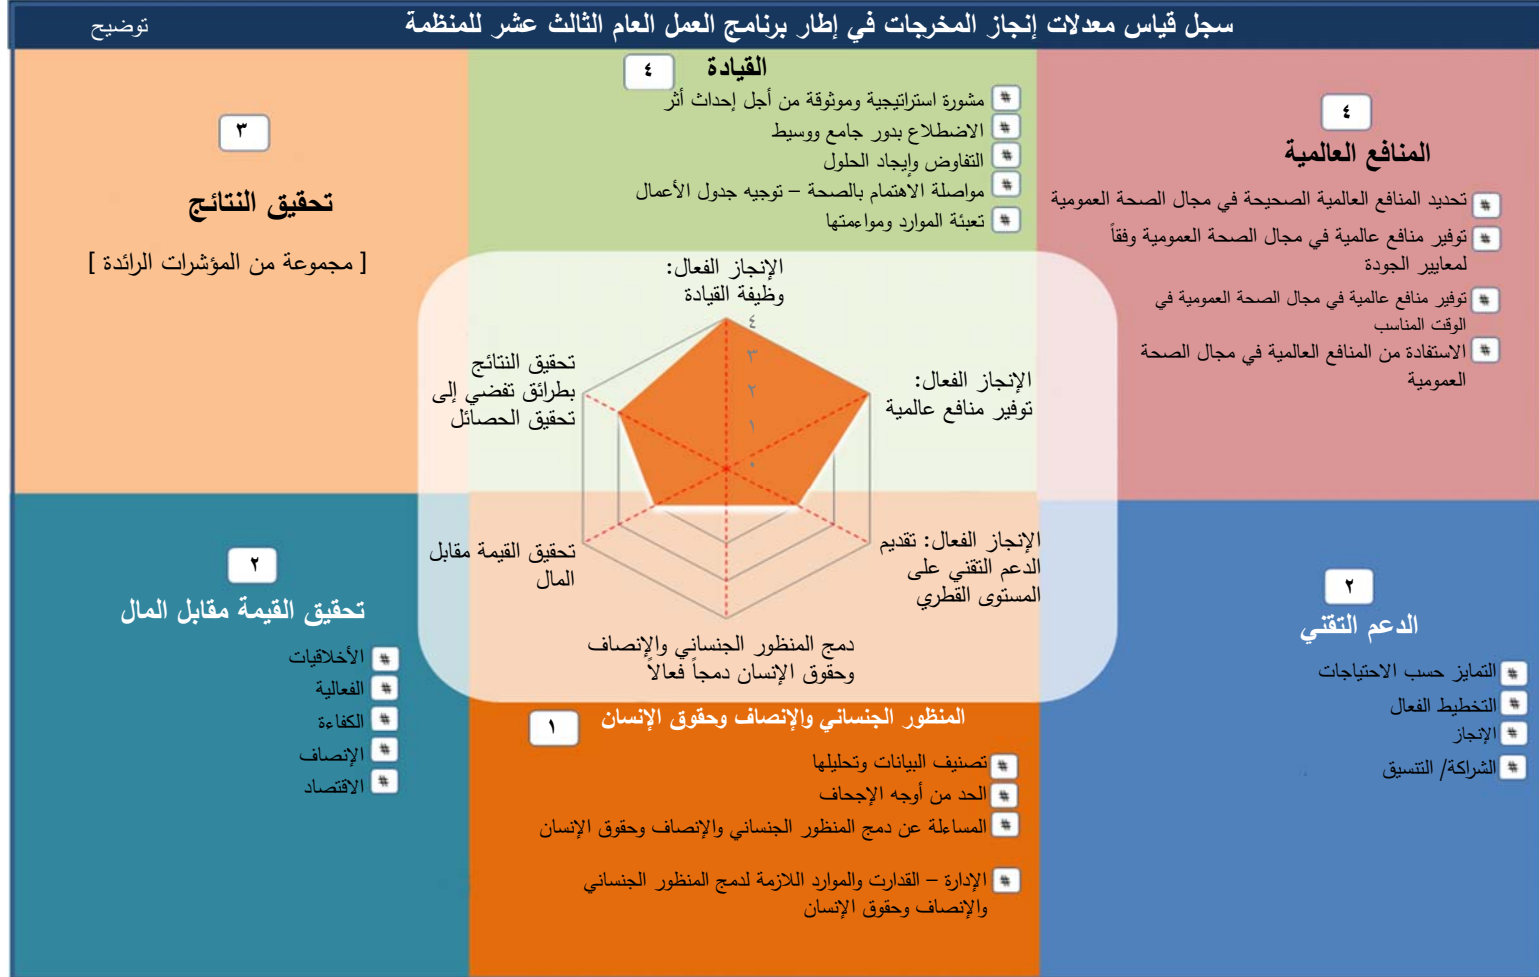 سجل قياس معدلات إنجاز المخرجات في إطار برنامج العمل العام الثالث عشر للمنظمة
توضيح
٤
المنافع العالمية
# تحديد المنافع العالمية الصحيحة في مجال الصحة العمومية
# توفير منافع عالمية في مجال الصحة العمومية وفقاً
لمعايير الجودة
# توفير منافع عالمية في مجال الصحة العمومية في
الوقت المناسب
# الاستفادة من المنافع العالمية في مجال الصحة
العمومية
القيادة
٤
# مشورة استراتيجية وموثوقة من أجل إحداث أثر
# الاضطلاع بدور جامع ووسيط
# التفاوض وإيجاد الحلول
# مواصلة الاهتمام بالصحة – توجيه جدول الأعمال
# تعبئة الموارد ومواءمتها
٣
تحقيق النتائج
[ مجموعة من المؤشرات الرائدة ]
الإنجاز الفعال:
وظيفة القيادة
٤
٣
٢
١
٠
الإنجاز الفعال:
توفير منافع عالمية
تحقيق النتائج
بطرائق تفضي إلى
تحقيق الحصائل
الإنجاز الفعال: تقديم
الدعم التقني على
المستوى القطري
تحقيق القيمة مقابل
المال
دمج المنظور الجنساني والإنصاف
وحقوق الإنسان دمجاً فعالاً
٢
الدعم التقني
# التمايز حسب الاحتياجات
# التخطيط الفعال
# الإنجاز
# الشراكة/ التتسيق
المنظور الجنساني والإنصاف وحقوق الإنسان
١
# تصنيف البيانات وتحليلها
# الحد من أوجه الإجحاف
# المساءلة عن دمج المنظور الجنساني والإنصاف وحقوق الإنسان
# الإدارة – القدارت والموارد اللازمة لدمج المنظور الجنساني
والإنصاف وحقوق الإنسان
٢
تحقيق القيمة مقابل المال
# الأخلاقيات
# الفعالية
# الكفاءة
# الإنصاف
# الاقتصاد